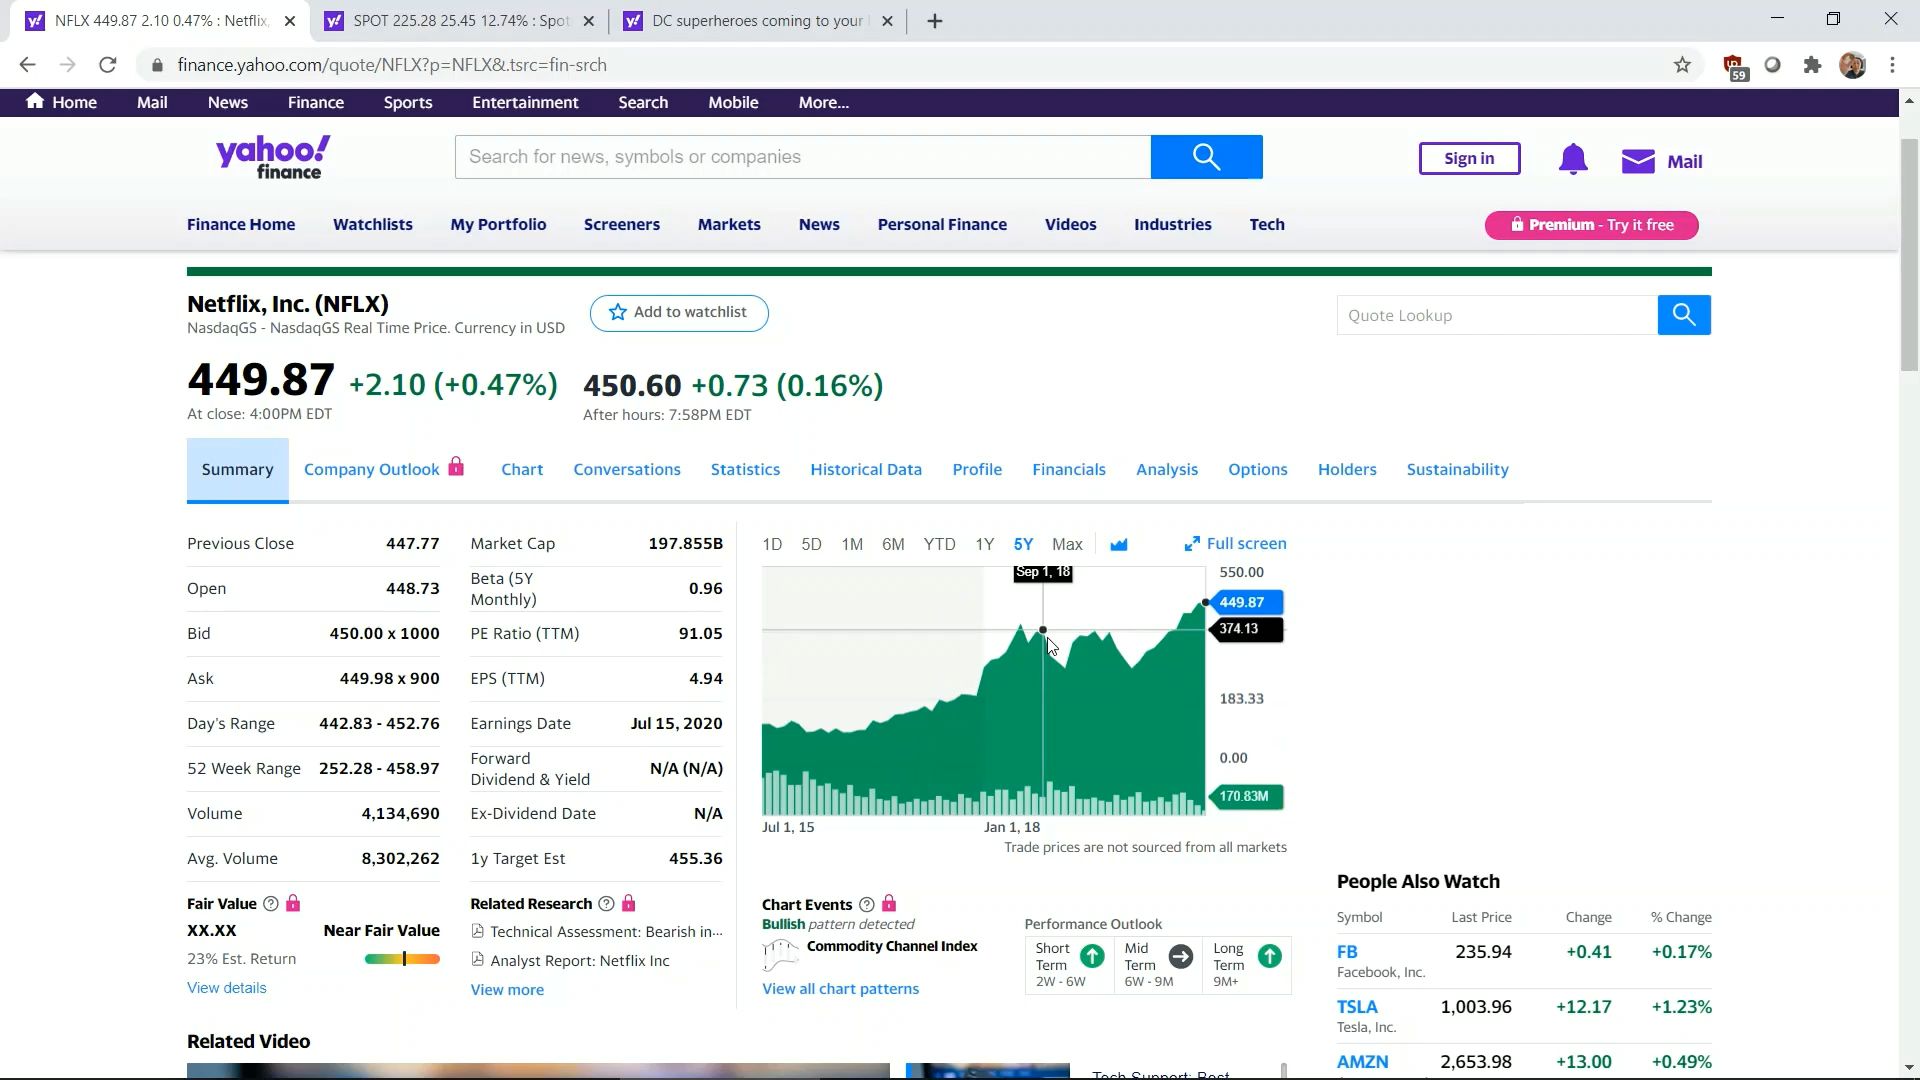 NFLX 449.87 2.10 0.47% : Netflix,
SPOT 225.28 25.45 12.74% : Spot
DC superheroes coming to your
59
finance.yahoo.com/quote/NFLX?p=NFLX&.tsrc=fin-srch
Home Mail News Finance Sports Entertainment Search Mobile More...
yahoo!
finance
Search for news, symbols or companies
Sign in
Mail
Finance Home Watchlists My Portfolio Screeners Markets News Personal Finance Videos Industries Tech
Premium - Try it free
Netflix, Inc. (NFLX)
NasdaqGS - NasdaqGS Real Time Price. Currency in USD
Add to watchlist
Quote Lookup
449.87 +2.10 (+0.47%)
At close: 4:00PM EDT
450.60 +0.73 (0.16%)
After hours: 7:58PM EDT
Summary Company Outlook Chart Conversations Statistics Historical Data Profile Financials Analysis Options Holders Sustainability
Previous Close 447.77
Open 448.73
Bid 450.00 x 1000
Ask 449.98 x 900
Day's Range 442.83 - 452.76
52 Week Range 252.28 - 458.97
Volume 4,134,690
Avg. Volume 8,302,262
Market Cap 197.855B
Beta (5Y
Monthly) 0.96
PE Ratio (TTM) 91.05
EPS (TTM) 4.94
Earnings Date Jul 15, 2020
Forward
Dividend & Yield N/A (N/A)
Ex-Dividend Date N/A
1y Target Est 455.36
1D 5D 1M 6M YTD 1Y 5Y Max
Full screen
Sep 1, 18
550.00
449.87
374.13
183.33
0.00
170.83M
Jul 1, 15 Jan 1, 18
Trade prices are not sourced from all markets
Fair Value
XX.XX Near Fair Value
23% Est. Return
View details
Related Research
Technical Assessment: Bearish in...
Analyst Report: Netflix Inc
View more
Chart Events
Bullish pattern detected
Commodity Channel Index
View all chart patterns
Performance Outlook
Short
Term
2W - 6W
Mid
Term
6W - 9M
Long
Term
9M+
People Also Watch
Symbol Last Price Change % Change
FB 235.94 +0.41 +0.17%
Facebook, Inc.
TSLA 1,003.96 +12.17 +1.23%
Tesla, Inc.
AMZN 2,653.98 +13.00 +0.49%
Related Video
Tech Support: Best